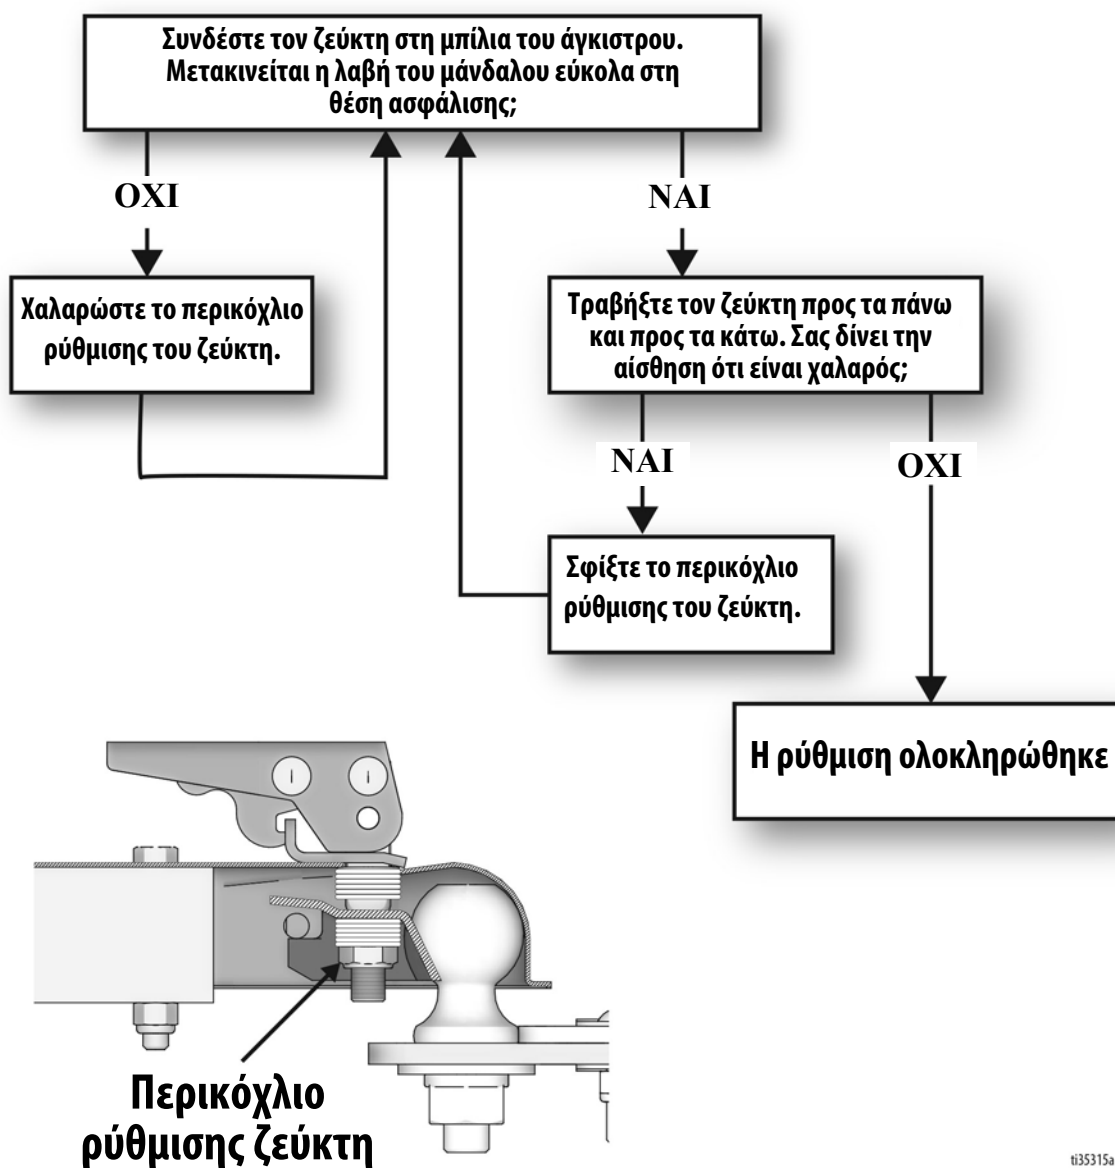 Συνδέστε τον ζεύκτη στη μπίλια του άγκιστρου.
Μετακινείται η λαβή του μάνδαλου εύκολα στη
θέση ασφάλισης;
ΟΧΙ
ΝΑΙ
Χαλαρώστε το περικόχλιο
ρύθμισης του ζεύκτη.
Τραβήξτε τον ζεύκτη προς τα πάνω
και προς τα κάτω. Σας δίνει την
αίσθηση ότι είναι χαλαρός;
ΝΑΙ
ΟΧΙ
Σφίξτε το περικόχλιο
ρύθμισης του ζεύκτη.
Η ρύθμιση ολοκληρώθηκε
Περικόχλιο
ρύθμισης ζεύκτη
ti35315a